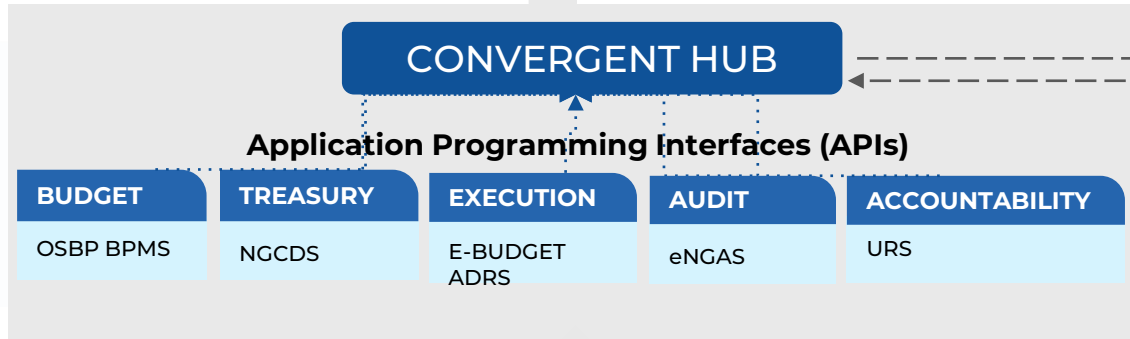 CONVERGENT HUB
Application Programming Interfaces (APIs)
BUDGET
OSBP BPMS
TREASURY
NGCDS
EXECUTION
E-BUDGET
ADRS
AUDIT
eNGAS
ACCOUNTABILITY
URS